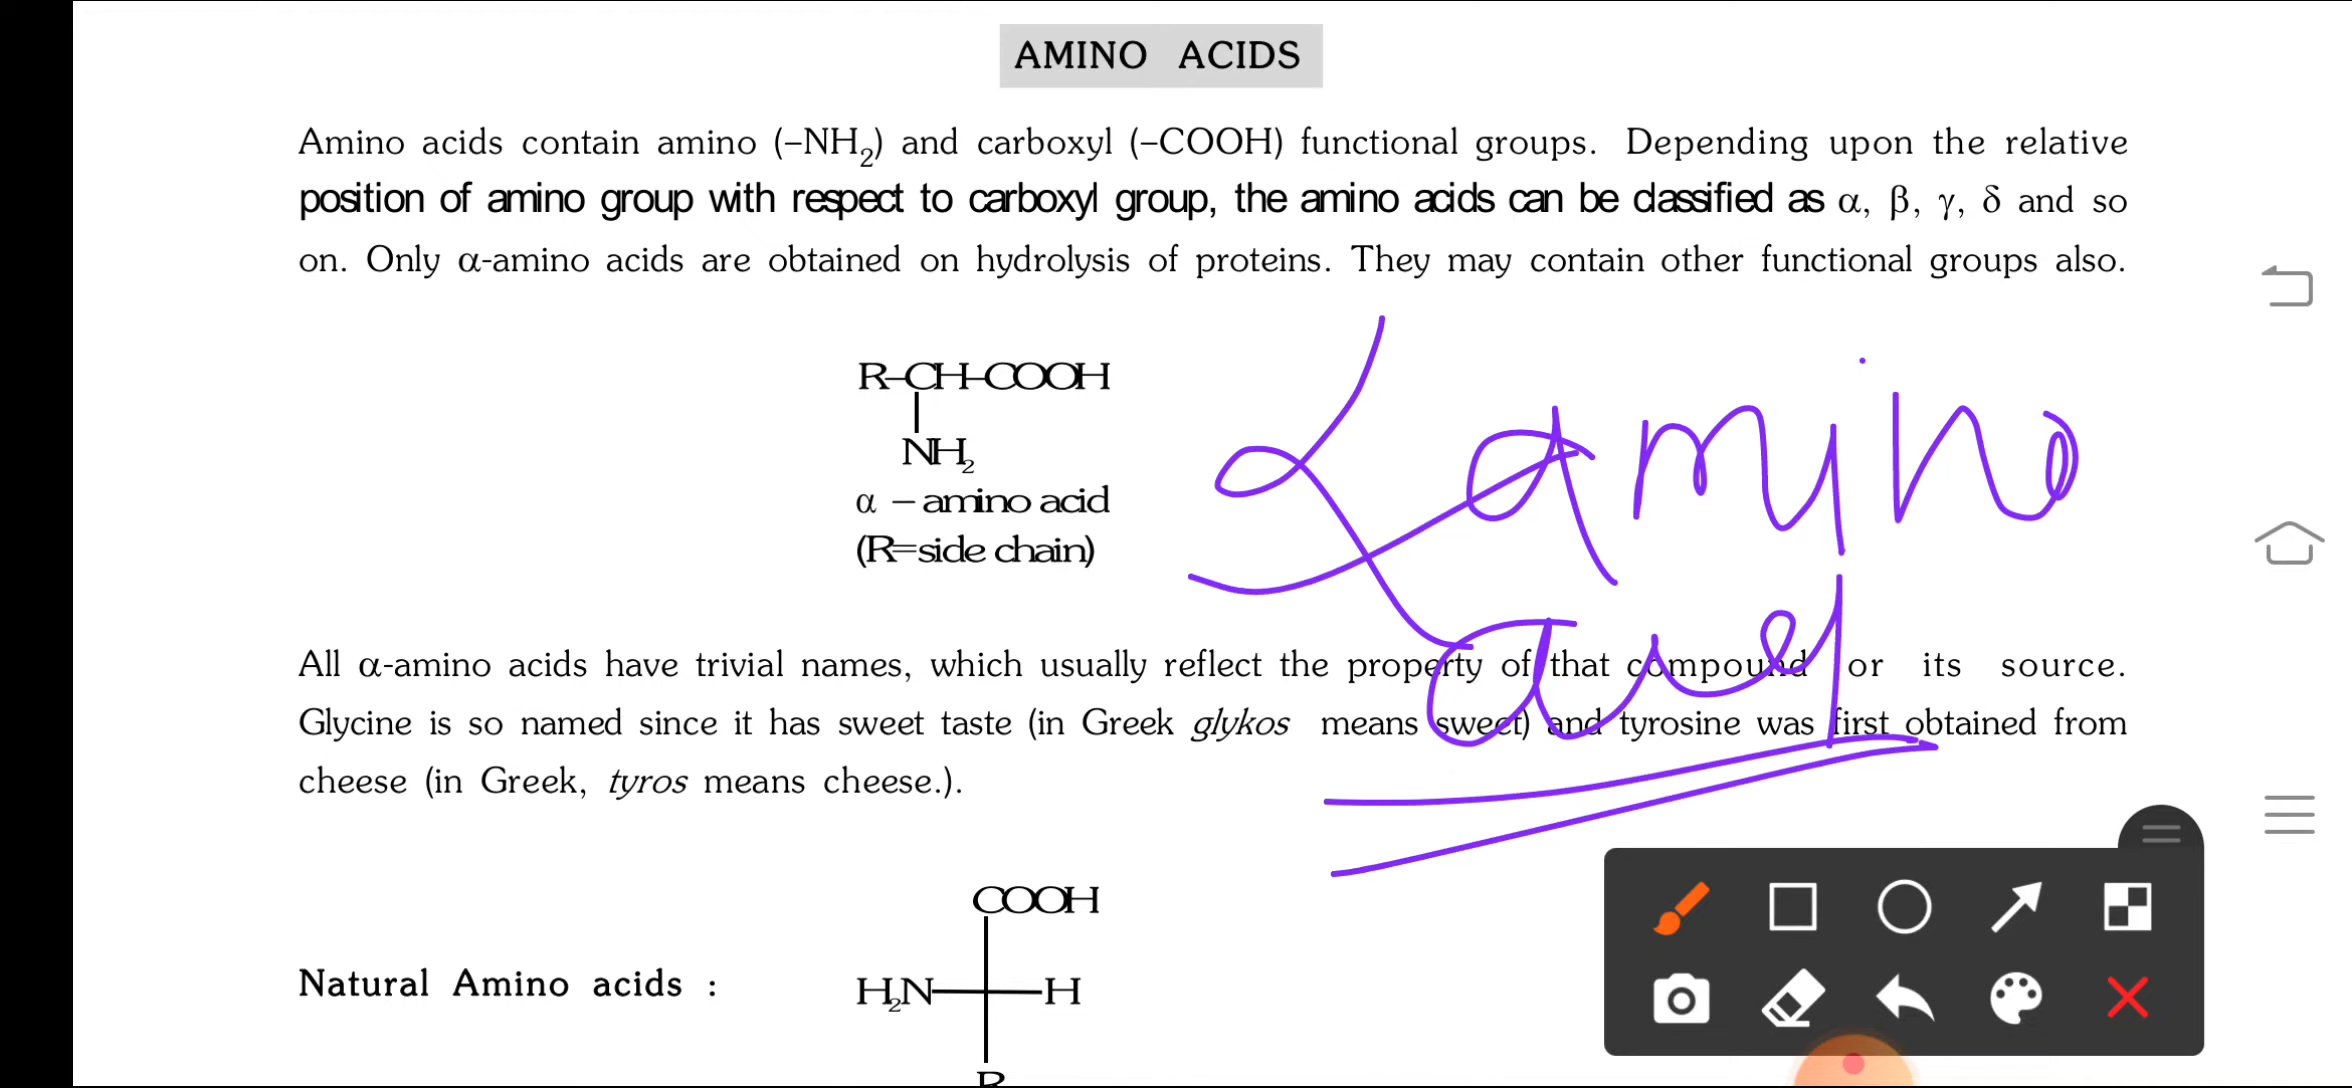 AMINO ACIDS
Amino acids contain amino (–NH₂) and carboxyl (–COOH) functional groups. Depending upon the relative
position of amino group with respect to carboxyl group, the amino acids can be classified as α, β, γ, δ and so
on. Only α-amino acids are obtained on hydrolysis of proteins. They may contain other functional groups also.
R–CH–COOH
NH₂
α – amino acid
(R=side chain)
α amino
acid
All α-amino acids have trivial names, which usually reflect the property of that compound or its source.
Glycine is so named since it has sweet taste (in Greek glykos means sweet) and tyrosine was first obtained from
cheese (in Greek, tyros means cheese.).
COOH
Natural Amino acids : H₂N H
R